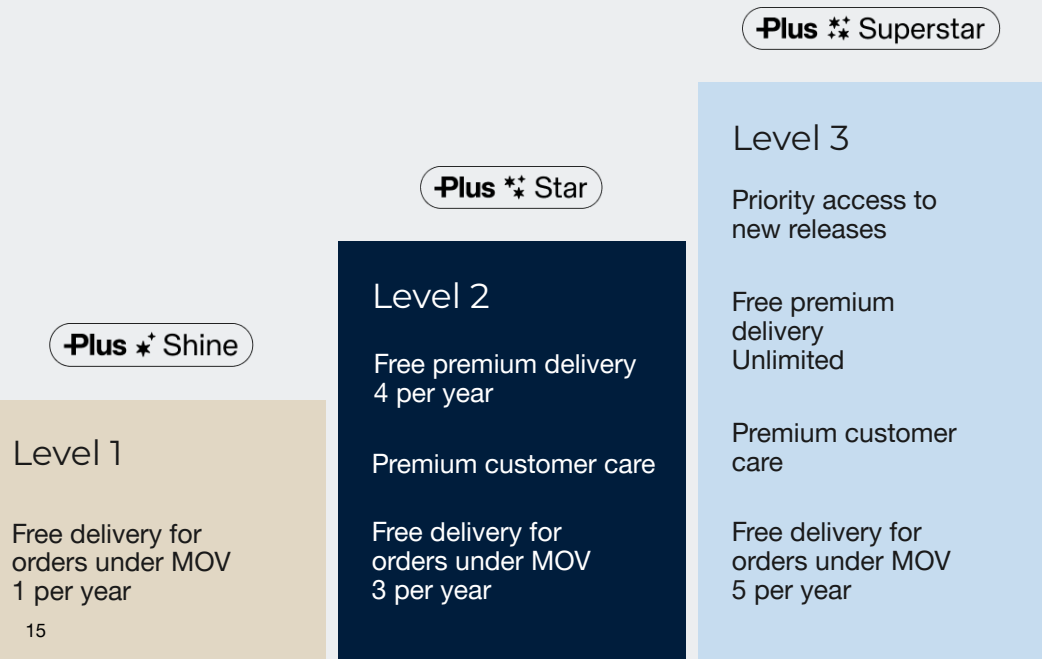 Plus Superstar
Level 3
Priority access to
new releases
Free premium
delivery
Unlimited
Premium customer
care
Free delivery for
orders under MOV
5 per year
Plus Star
Level 2
Free premium delivery
4 per year
Premium customer care
Free delivery for
orders under MOV
3 per year
Plus Shine
Level 1
Free delivery for
orders under MOV
1 per year
15